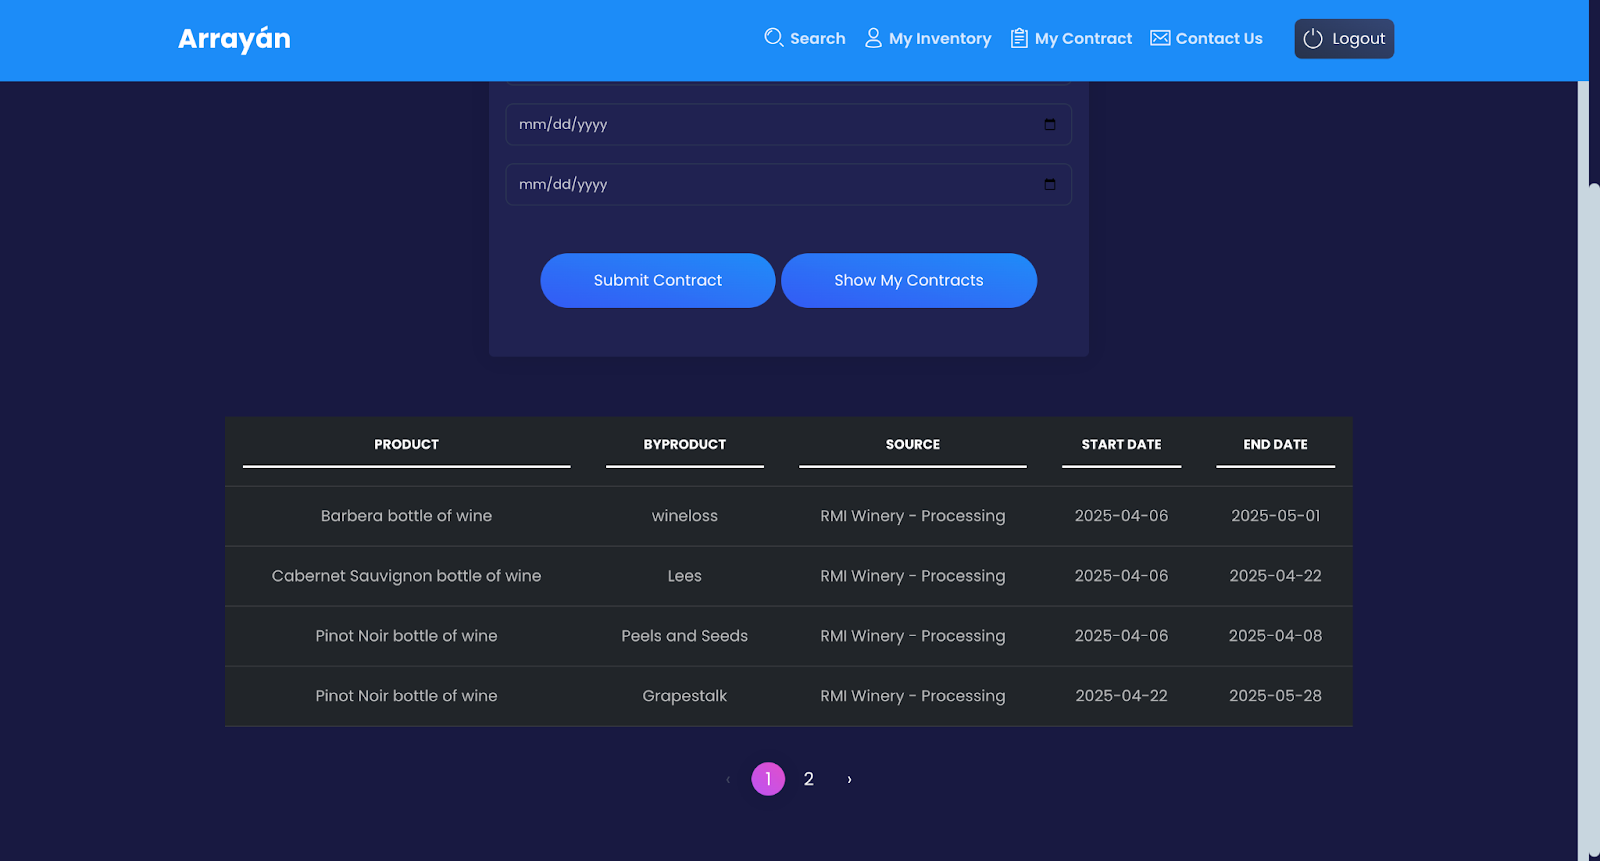 Arrayán Search My Inventory My Contract Contact Us Logout
mm/dd/yyyy
mm/dd/yyyy
Submit Contract Show My Contracts
PRODUCT BYPRODUCT SOURCE START DATE END DATE
Barbera bottle of wine wineloss RMI Winery - Processing 2025-04-06 2025-05-01
Cabernet Sauvignon bottle of wine Lees RMI Winery - Processing 2025-04-06 2025-04-22
Pinot Noir bottle of wine Peels and Seeds RMI Winery - Processing 2025-04-06 2025-04-08
Pinot Noir bottle of wine Grapestalk RMI Winery - Processing 2025-04-22 2025-05-28
‹ 1 2 ›